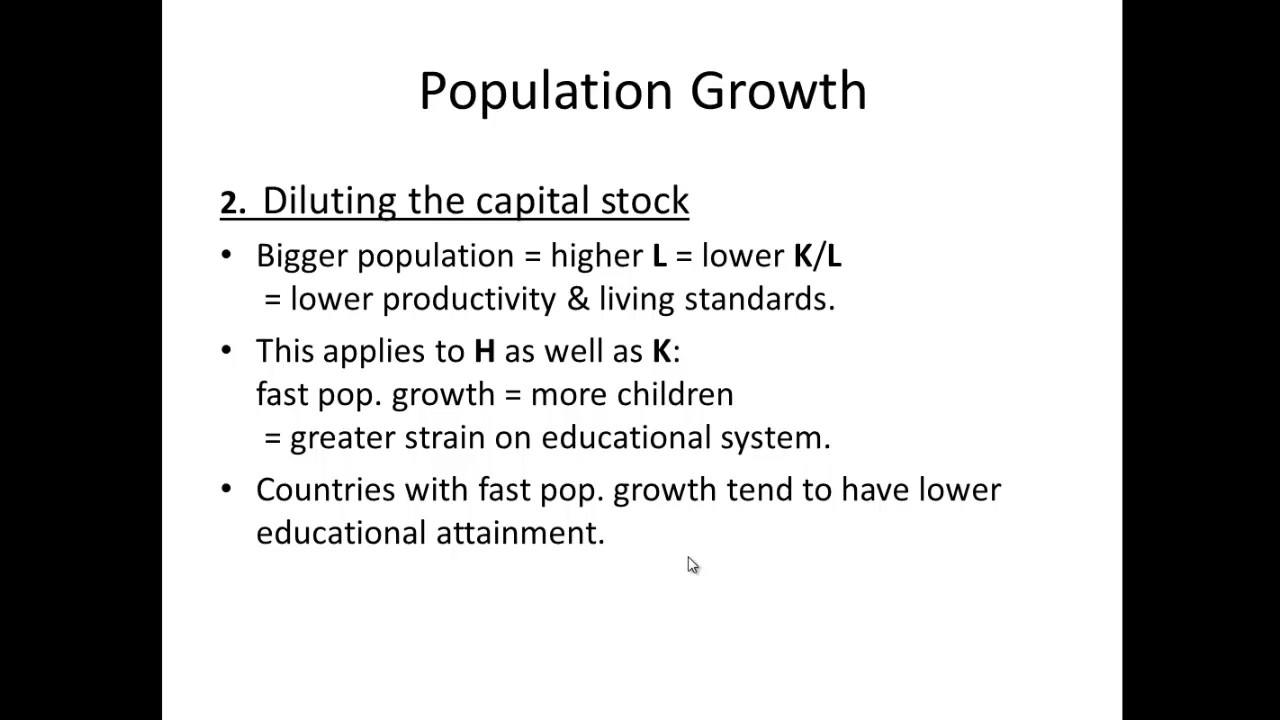 Population Growth
2. Diluting the capital stock
• Bigger population = higher L = lower K/L
= lower productivity & living standards.
• This applies to H as well as K:
fast pop. growth = more children
= greater strain on educational system.
• Countries with fast pop. growth tend to have lower
educational attainment.